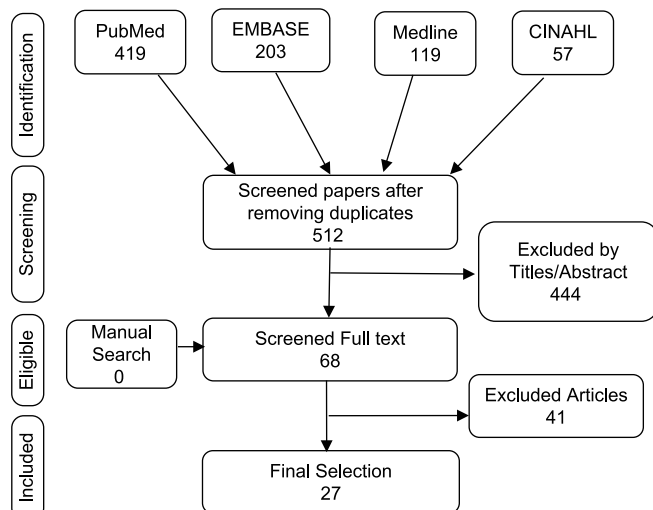 Identification
PubMed
419
EMBASE
203
Medline
119
CINAHL
57
Screening
Screened papers after
removing duplicates
512
Excluded by
Titles/Abstract
444
Eligible
Manual
Search
0
Screened Full text
68
Excluded Articles
41
Included
Final Selection
27